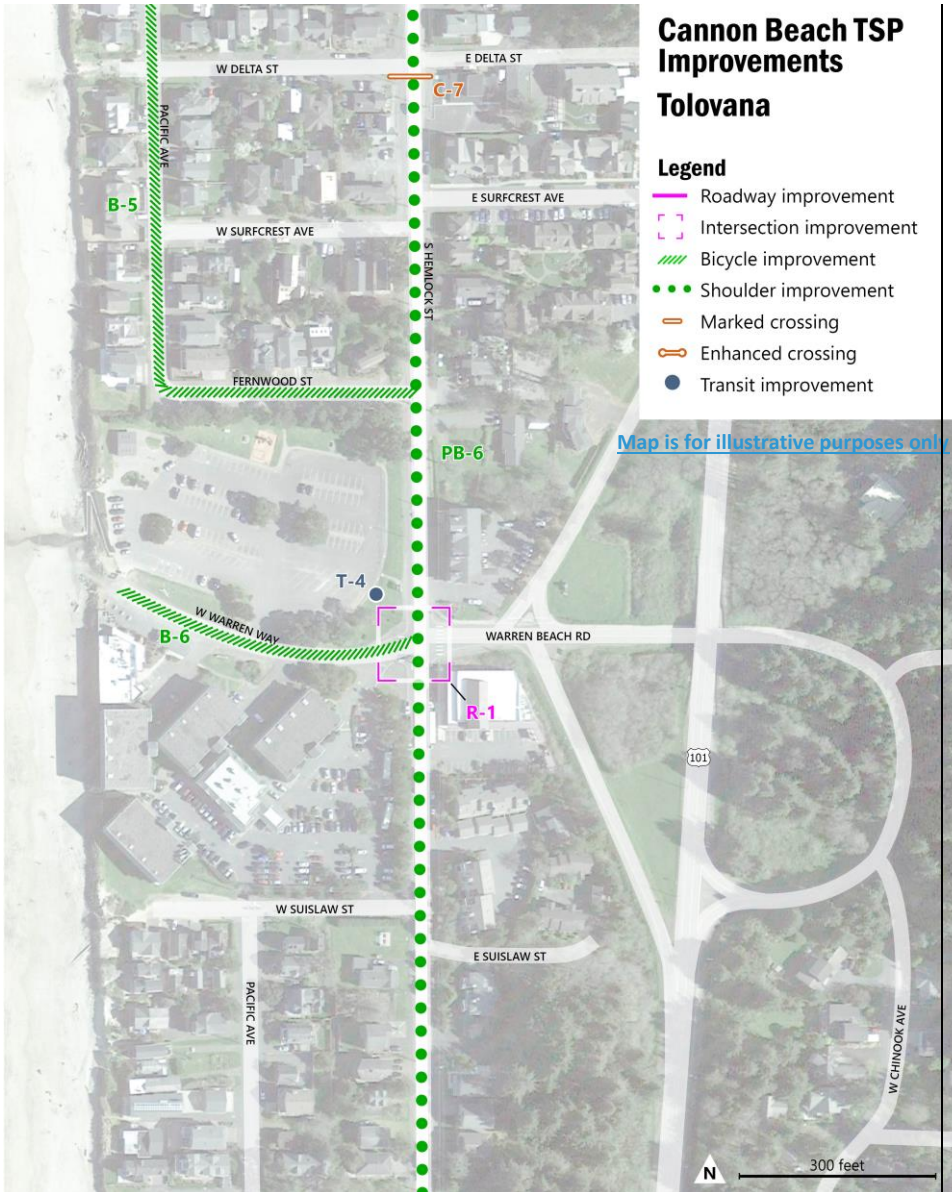 Cannon Beach TSP
Improvements
Tolovana
Legend
Roadway improvement
Intersection improvement
Bicycle improvement
Shoulder improvement
Marked crossing
Enhanced crossing
Transit improvement
Map is for illustrative purposes only
W DELTA ST
E DELTA ST
C-7
PACIFIC AVE
B-5
E SURFCREST AVE
W SURFCREST AVE
S HEMLOCK ST
FERNWOOD ST
PB-6
T-4
W WARREN WAY
B-6
WARREN BEACH RD
R-1
101
W SUISLAW ST
E SUISLAW ST
PACIFIC AVE
W CHINOOK AVE
N
300 feet